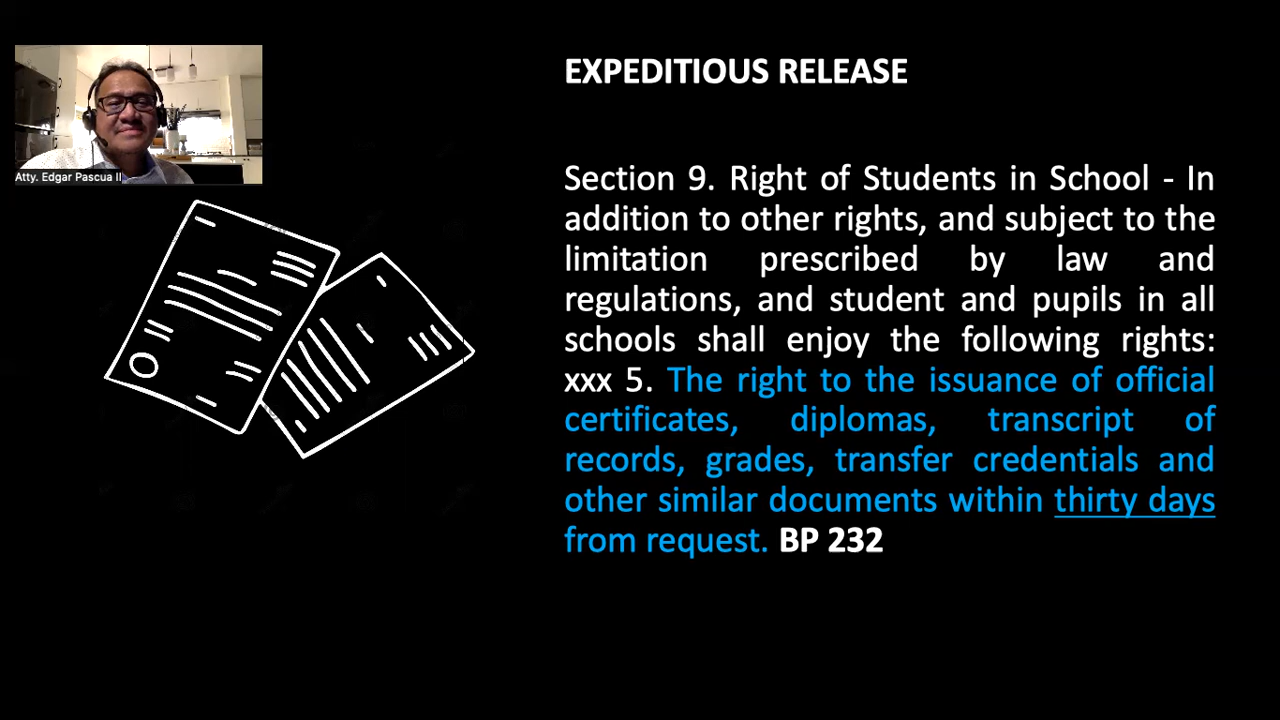 Atty. Edgar Pascua II
EXPEDITIOUS RELEASE
Section 9. Right of Students in School - In
addition to other rights, and subject to the
limitation prescribed by law and
regulations, and student and pupils in all
schools shall enjoy the following rights:
xxx 5. The right to the issuance of official
certificates, diplomas, transcript of
records, grades, transfer credentials and
other similar documents within thirty days
from request. BP 232